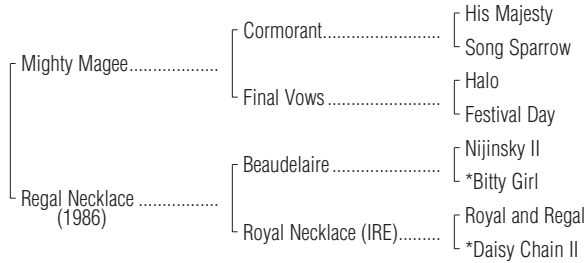 His Majesty
Cormorant........................
Song Sparrow
Mighty Magee..................
Halo
Final Vows .......................
Festival Day
Nijinsky II
Beaudelaire ......................
*Bitty Girl
Regal Necklace ................
(1986)
Royal and Regal
Royal Necklace (IRE)........
*Daisy Chain II